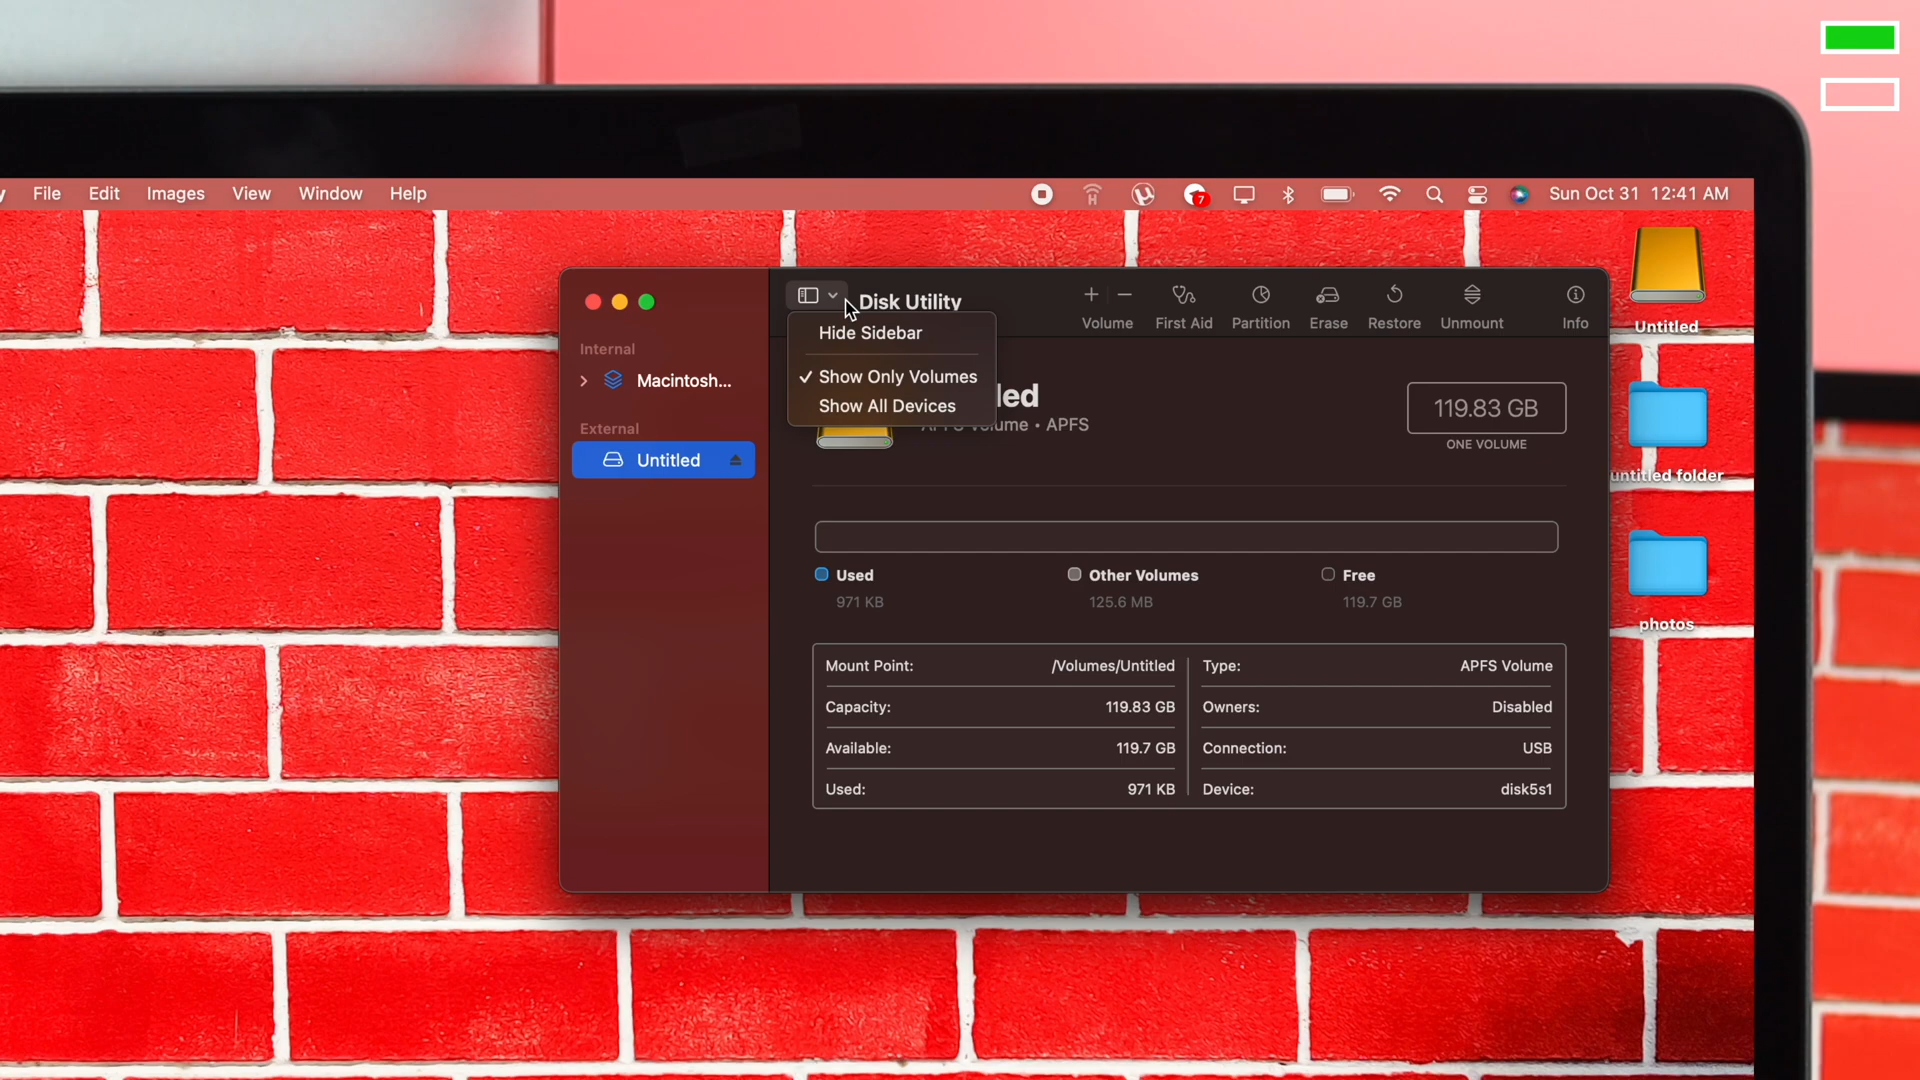 y File Edit Images View Window Help 7 Sun Oct 31 12:41 AM
Disk Utility
Volume First Aid Partition Erase Restore Unmount Info
Hide Sidebar
Show Only Volumes
Show All Devices
Internal
Macintosh...
External
Untitled
led
APFS Volume • APFS
119.83 GB
ONE VOLUME
Used Other Volumes Free
971 KB 125.6 MB 119.7 GB
Mount Point: /Volumes/Untitled Type: APFS Volume
Capacity: 119.83 GB Owners: Disabled
Available: 119.7 GB Connection: USB
Used: 971 KB Device: disk5s1
Untitled
untitled folder
photos